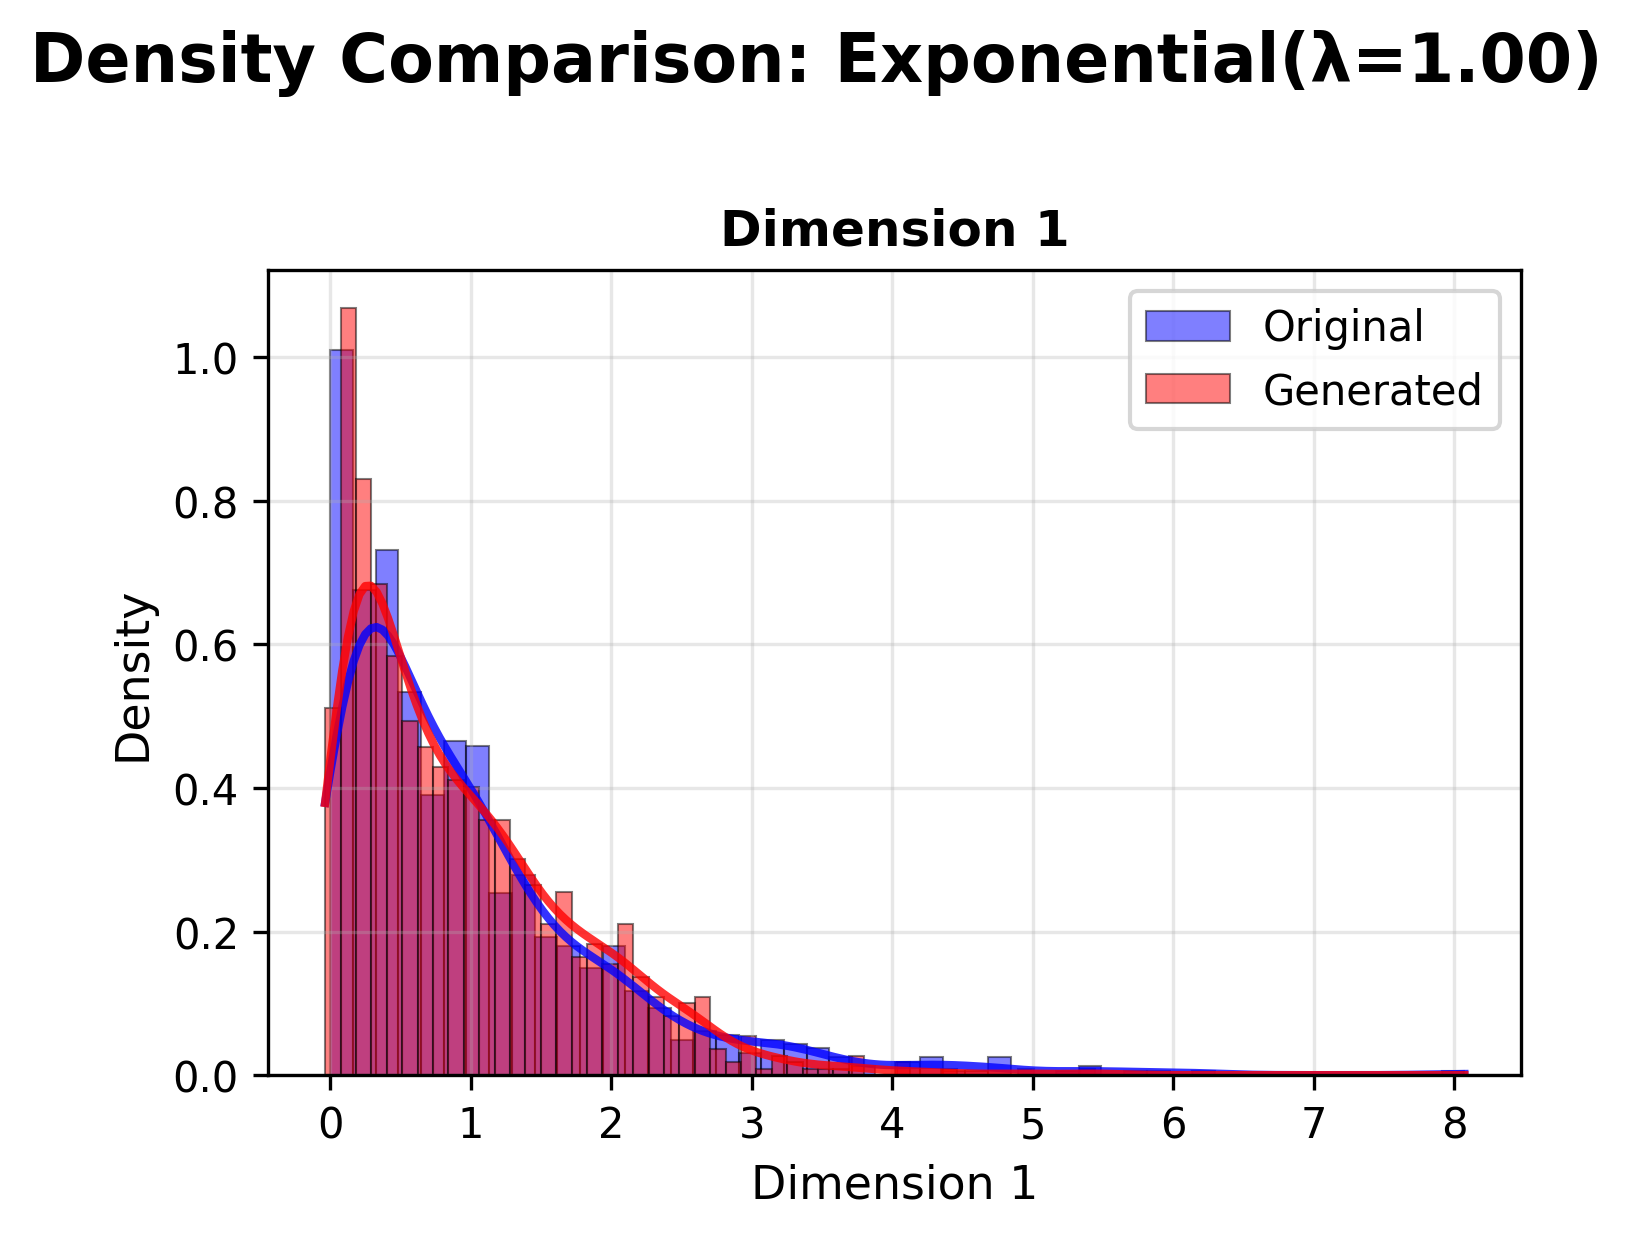 Density Comparison: Exponential(λ=1.00)
Dimension 1
Original
Generated
Density
1.0
0.8
0.6
0.4
0.2
0.0
0 1 2 3 4 5 6 7 8
Dimension 1